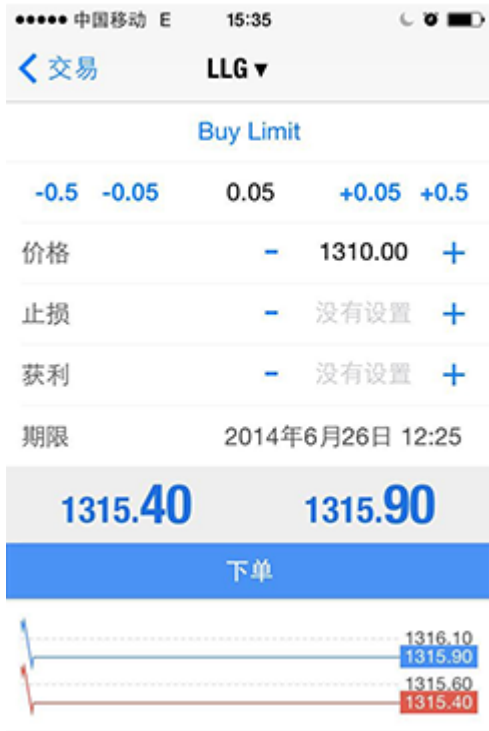 中国移动 E 15:35
交易 LLG ▾
Buy Limit
-0.5 -0.05 0.05 +0.05 +0.5
价格 - 1310.00 +
止损 - 没有设置 +
获利 - 没有设置 +
期限 2014年6月26日 12:25
1315.40 1315.90
下单
1316.10
1315.90
1315.60
1315.40